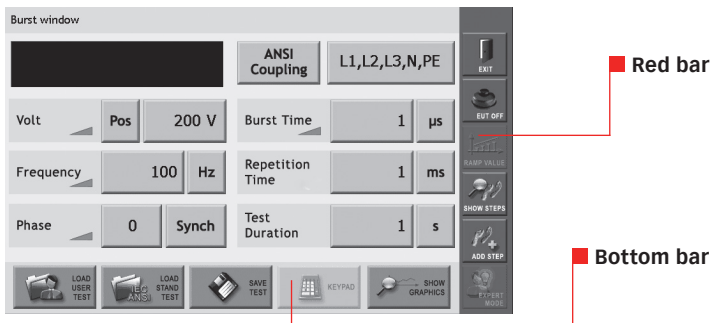 Burst window
ANSI
Coupling
L1,L2,L3,N,PE
EXIT
Red bar
Volt
Pos
200 V
Burst Time
1
µs
EUT OFF
Frequency
100
Hz
Repetition
Time
1
ms
RAMP VALUE
SHOW STEPS
Phase
0
Synch
Test
Duration
1
s
ADD STEP
Bottom bar
LOAD
USER
TEST
IEC
ANSI
LOAD
STAND
TEST
SAVE
TEST
KEYPAD
SHOW
GRAPHICS
EXPERT
MODE